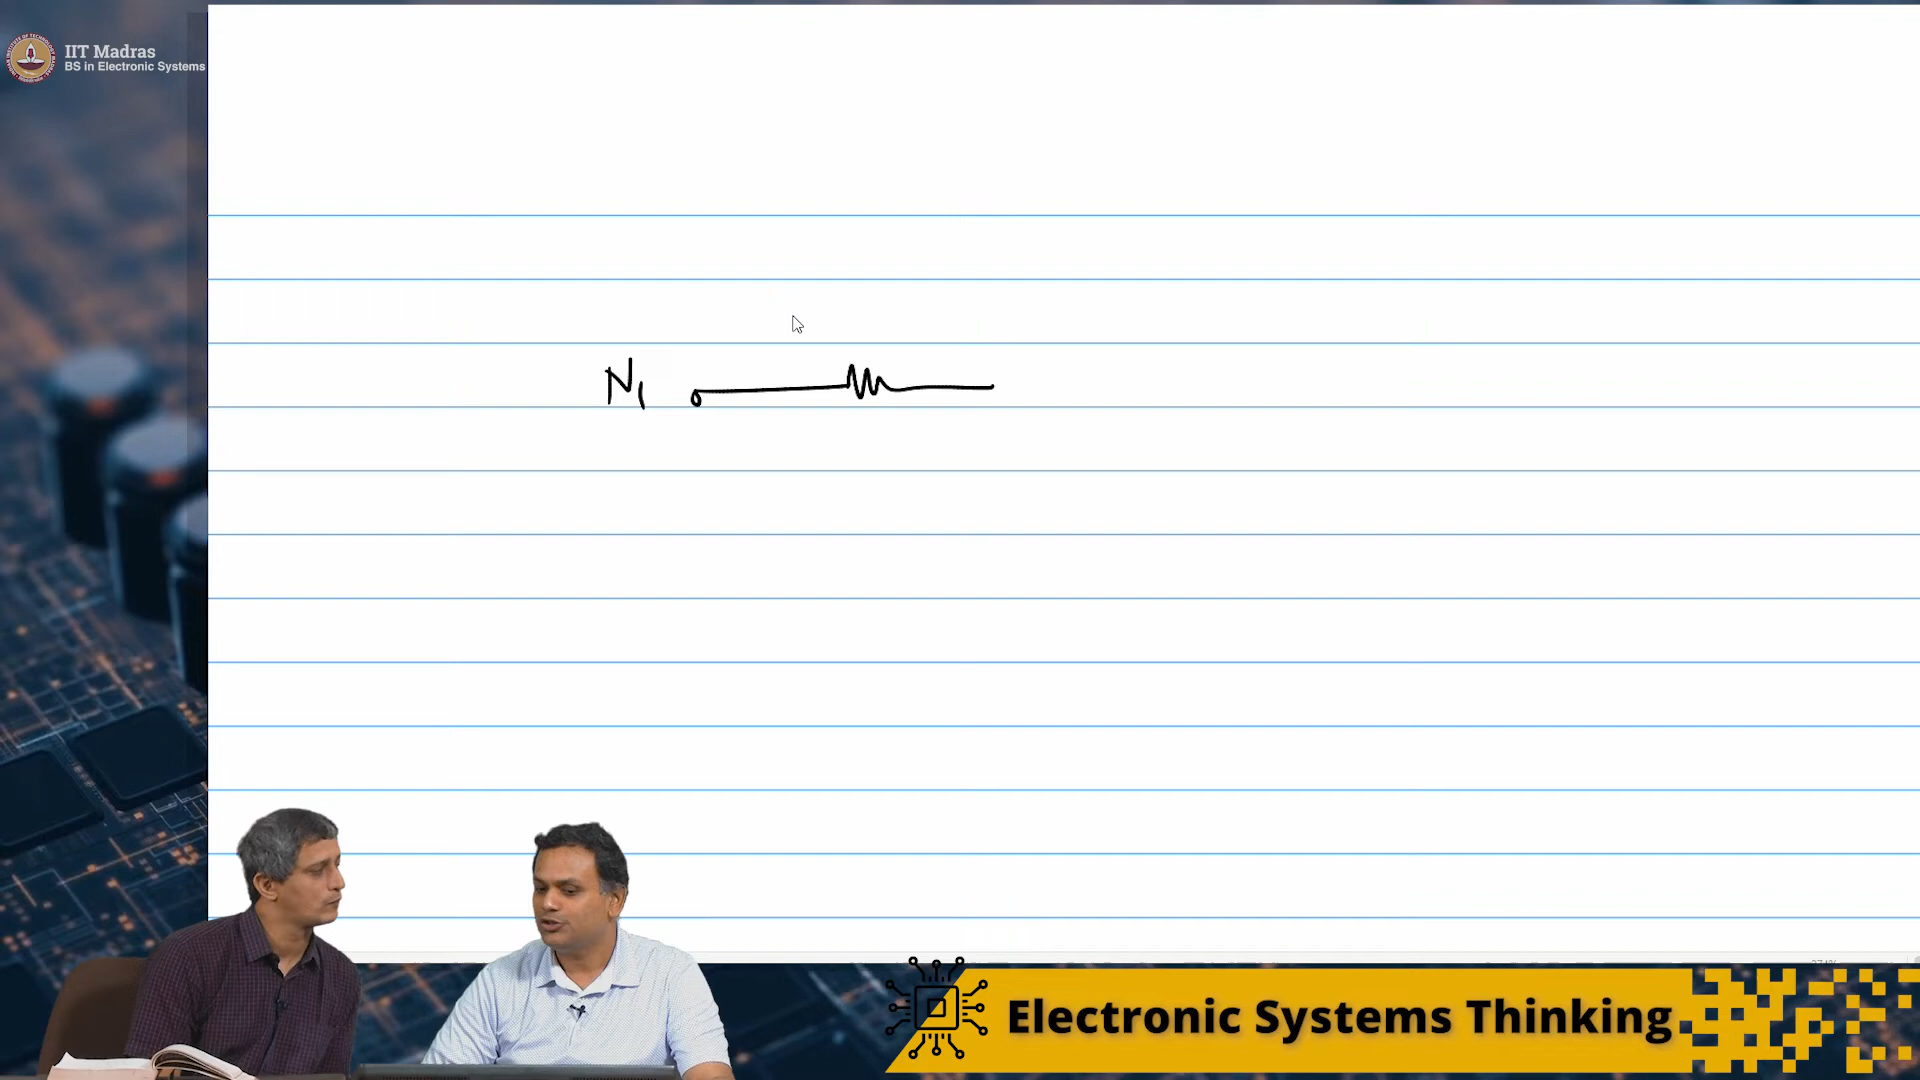 IIT Madras
BS in Electronic Systems
N1
Electronic Systems Thinking